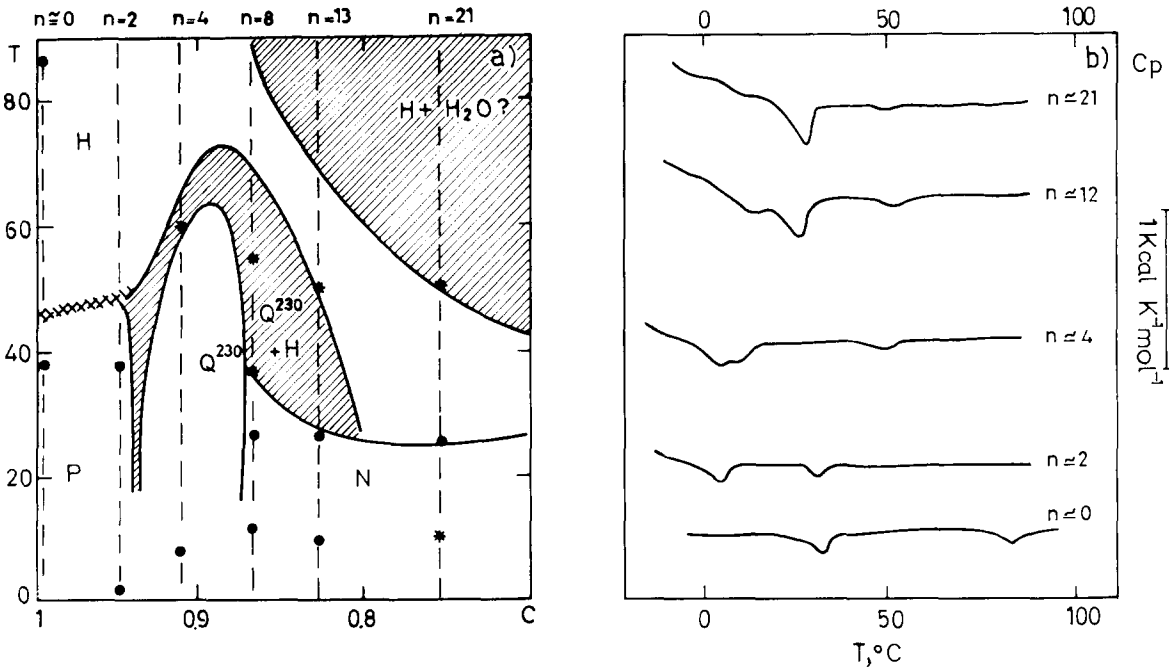 n≃0 n=2 n=4 n=8 n=13 n=21
T
a)
80
60
40
20
0
H
H + H₂O ?
Q²³⁰
Q²³⁰
+ H
P
N
1 0.9 0.8 C
0 50 100
b)
Cp
n≃21
n≃12
n≃4
n≃2
n≃0
1Kcal K⁻¹mol⁻¹
0 50 100
T,°C